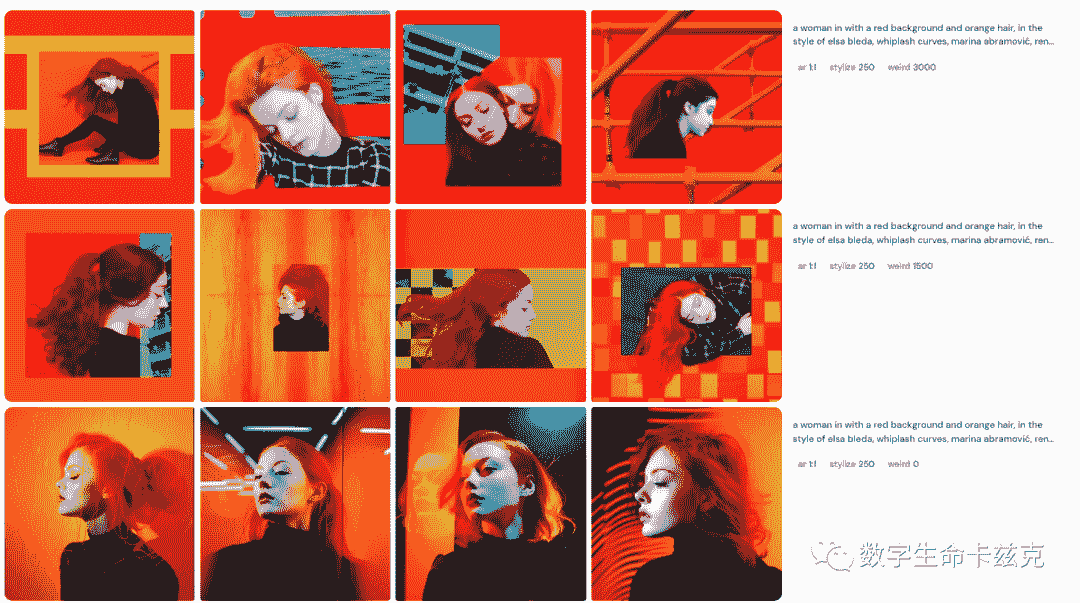 a woman in with a red background and orange hair, in the
style of elsa bleda, whiplash curves, marina abramović, ren...
ar 1:1 stylize 250 weird 3000
a woman in with a red background and orange hair, in the
style of elsa bleda, whiplash curves, marina abramović, ren...
ar 1:1 stylize 250 weird 1500
a woman in with a red background and orange hair, in the
style of elsa bleda, whiplash curves, marina abramović, ren...
ar 1:1 stylize 250 weird 0
数字生命卡兹克